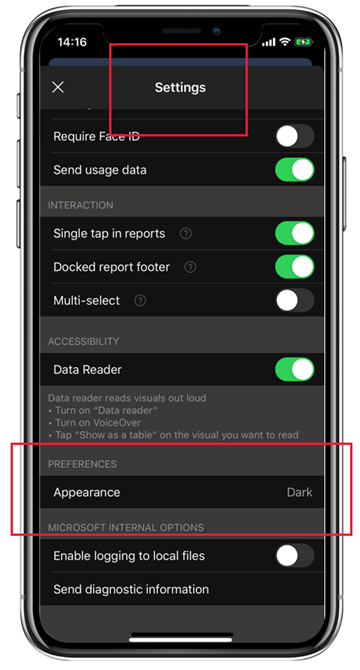 14:16
Settings
Require Face ID
Send usage data
INTERACTION
Single tap in reports ?
Docked report footer ?
Multi-select ?
ACCESSIBILITY
Data Reader
Data reader reads visuals out loud
• Turn on "Data reader"
• Turn on VoiceOver
• Tap "Show as a table" on the visual you want to read
PREFERENCES
Appearance Dark
MICROSOFT INTERNAL OPTIONS
Enable logging to local files
Send diagnostic information